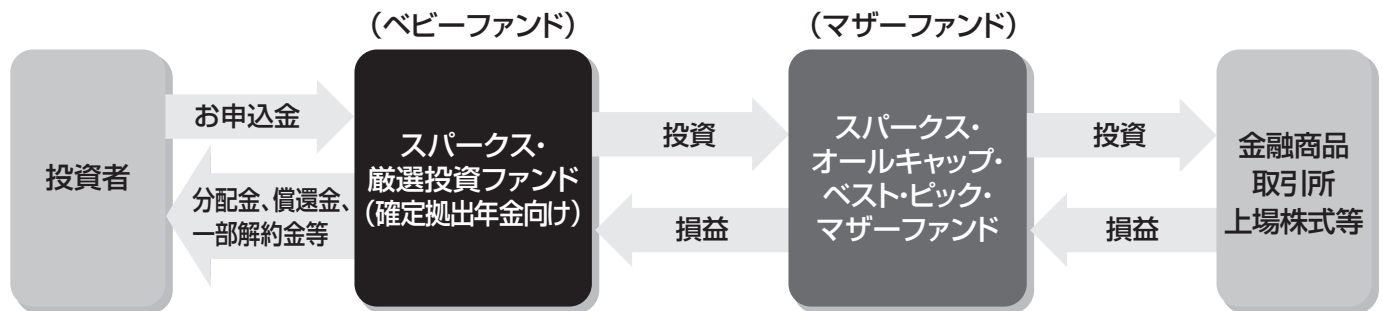 (ベビーファンド)
(マザーファンド)
投資者
お申込金
分配金、償還金、
一部解約金等
スパークス・
厳選投資ファンド
(確定拠出年金向け)
投資
損益
スパークス・
オールキャップ・
ベスト・ピック・
マザーファンド
投資
損益
金融商品
取引所
上場株式等